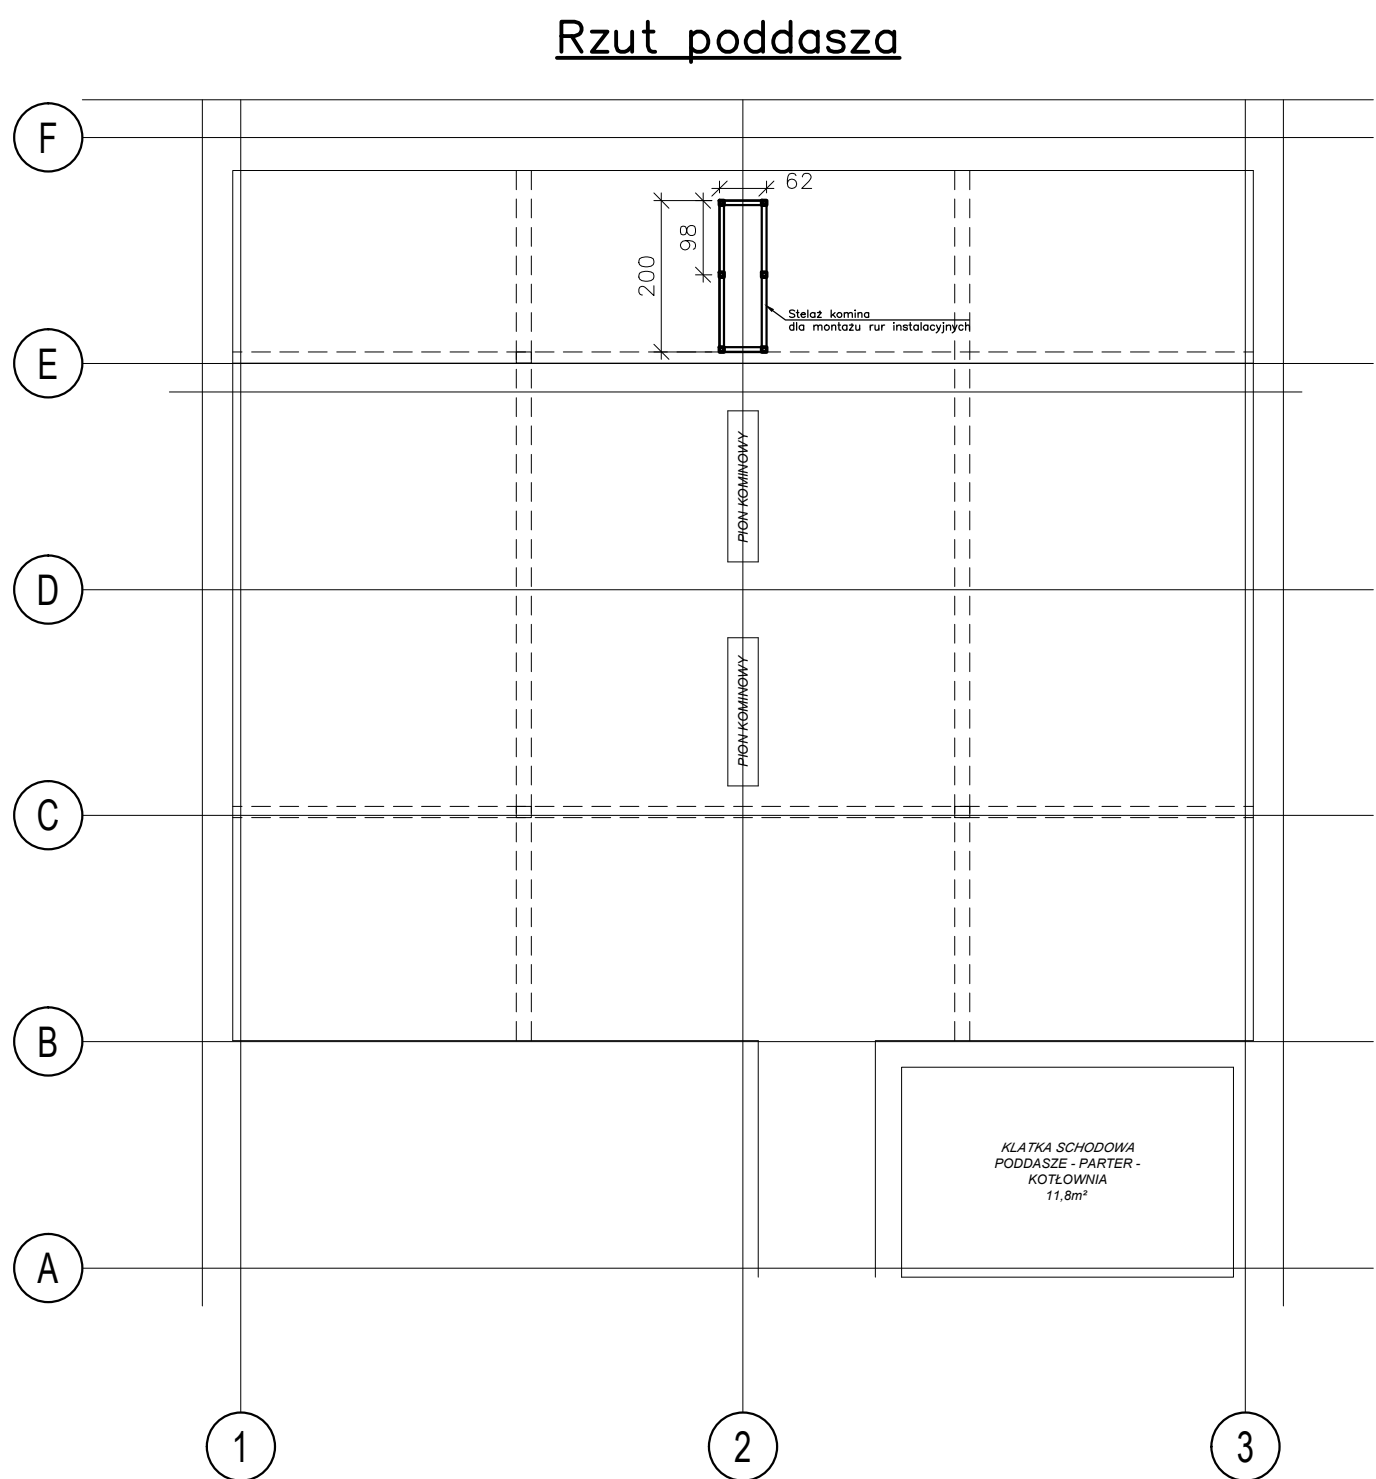 Rzut poddasza
F
62
98
200
Stelaż komina
dla montażu rur instalacyjnych
E
PION KOMINOWY
D
PION KOMINOWY
C
B
KLATKA SCHODOWA
PODDASZE - PARTER -
KOTŁOWNIA
11,8m²
A
1
2
3